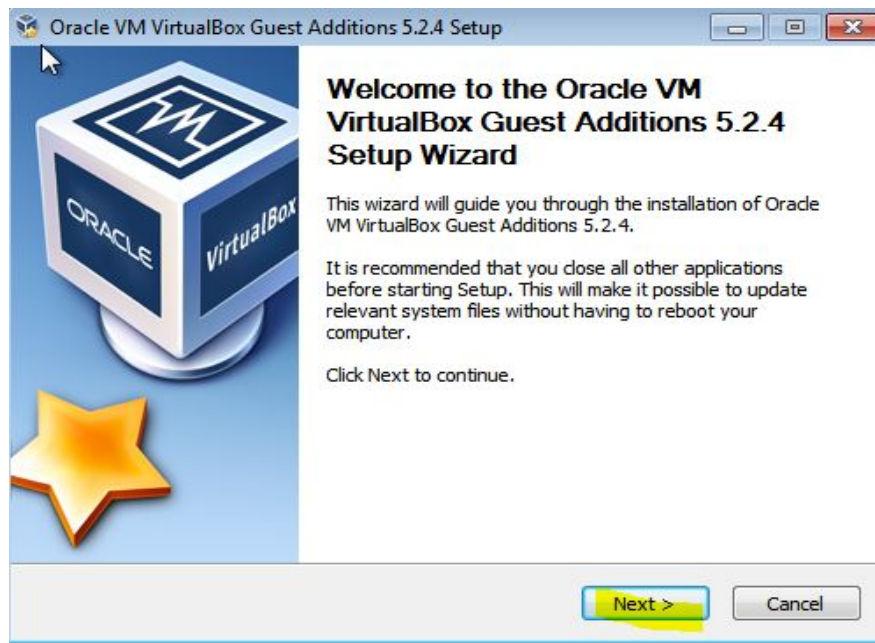 Oracle VM VirtualBox Guest Additions 5.2.4 Setup
Welcome to the Oracle VM
VirtualBox Guest Additions 5.2.4
Setup Wizard
This wizard will guide you through the installation of Oracle
VM VirtualBox Guest Additions 5.2.4.
It is recommended that you close all other applications
before starting Setup. This will make it possible to update
relevant system files without having to reboot your
computer.
Click Next to continue.
ORACLE
VirtualBox
Next >
Cancel